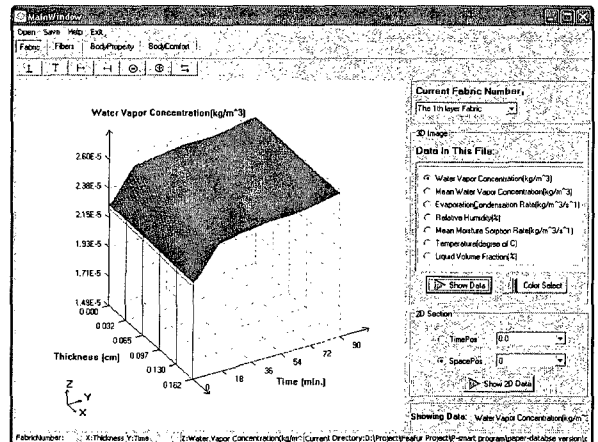 MainWindow
Open Save Help Exit
Fabric Fibers BodyProperty BodyComfort
Current Fabric Number:
The 1th layer Fabric
3D Image
Data In This File:
Water Vapor Concentration(kg/m^3)
Mean Water Vapor Concentration(kg/m^3)
EvaporationCondensation Rate(kg/m^3/s^1)
Relative Humidity(%)
Mean Moisture Sorption Rate(kg/m^3/s^1)
Temperature(degree of C)
Liquid Volume Fraction(%)
Show Data Color Select
2D Section
TimePos 0.0
SpacePos 0
Show 2D Data
Showing Data: Water Vapor Concentration(kg/m^
Water Vapor Concentration(kg/m^3)
2.60E-5
2.38E-5
2.15E-5
1.93E-5
1.71E-5
1.49E-5
0.000
0.032
0.065
0.097
0.130
0.162
Thickness (cm)
0
18
36
54
72
90
Time (min.)
Z
Y
X
FabricNumber: X:Thickness Y:Time Z:Water Vapor Concentration(kg/m^ Current Directory:D:\Project\